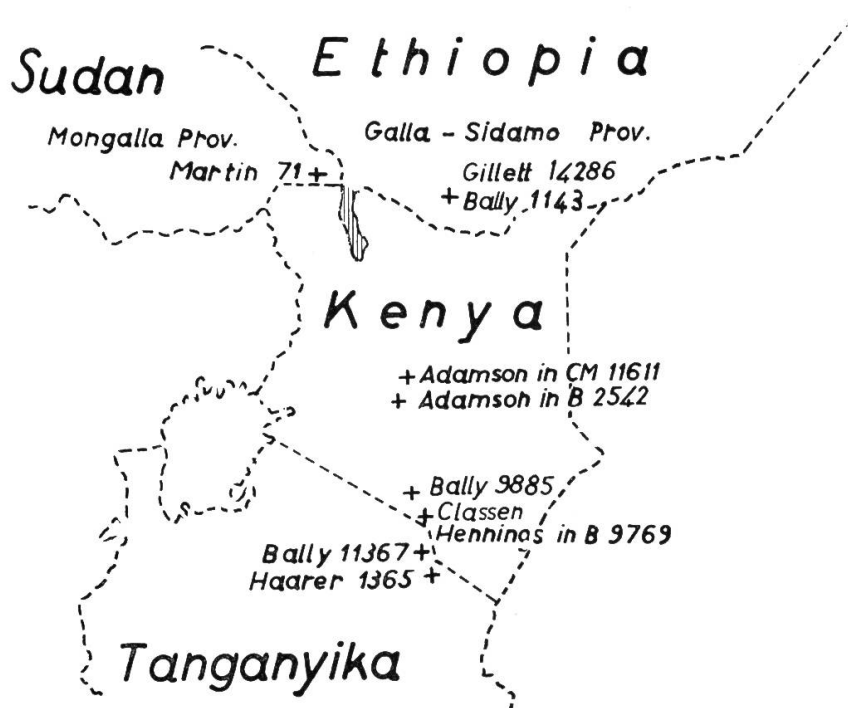 Sudan
Ethiopia
Mongalla Prov.
Galla - Sidamo Prov.
Martin 71 +
Gillett 14286
+ Bally 1143
Kenya
+ Adamson in CM 11611
+ Adamson in B 2542
+ Bally 9885
+ Classen
Hennings in B 9769
Bally 11367 +
Haarer 1365 +
Tanganyika